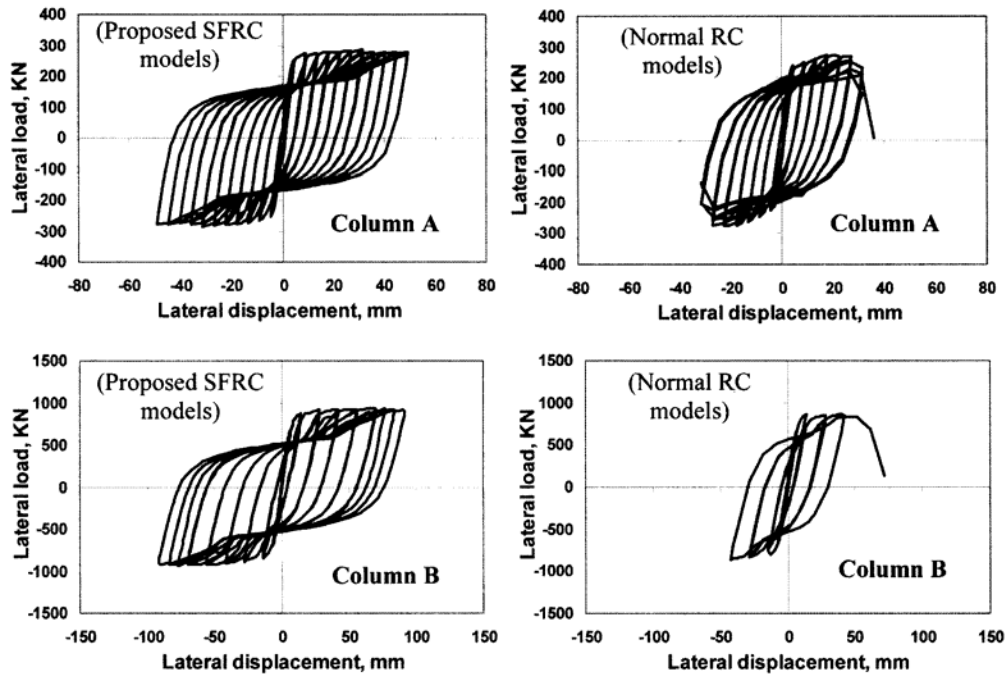 400
300
200
100
0
-100
-200
-300
-400
Lateral load, KN
(Proposed SFRC
models)
Column A
-80 -60 -40 -20 0 20 40 60 80
Lateral displacement, mm
400
300
200
100
0
-100
-200
-300
-400
Lateral load, KN
(Normal RC
models)
Column A
-80 -60 -40 -20 0 20 40 60 80
Lateral displacement, mm
1500
1000
500
0
-500
-1000
-1500
Lateral load, KN
(Proposed SFRC
models)
Column B
-150 -100 -50 0 50 100 150
Lateral displacement, mm
1500
1000
500
0
-500
-1000
-1500
Lateral load, KN
(Normal RC
models)
Column B
-150 -100 -50 0 50 100 150
Lateral displacement, mm